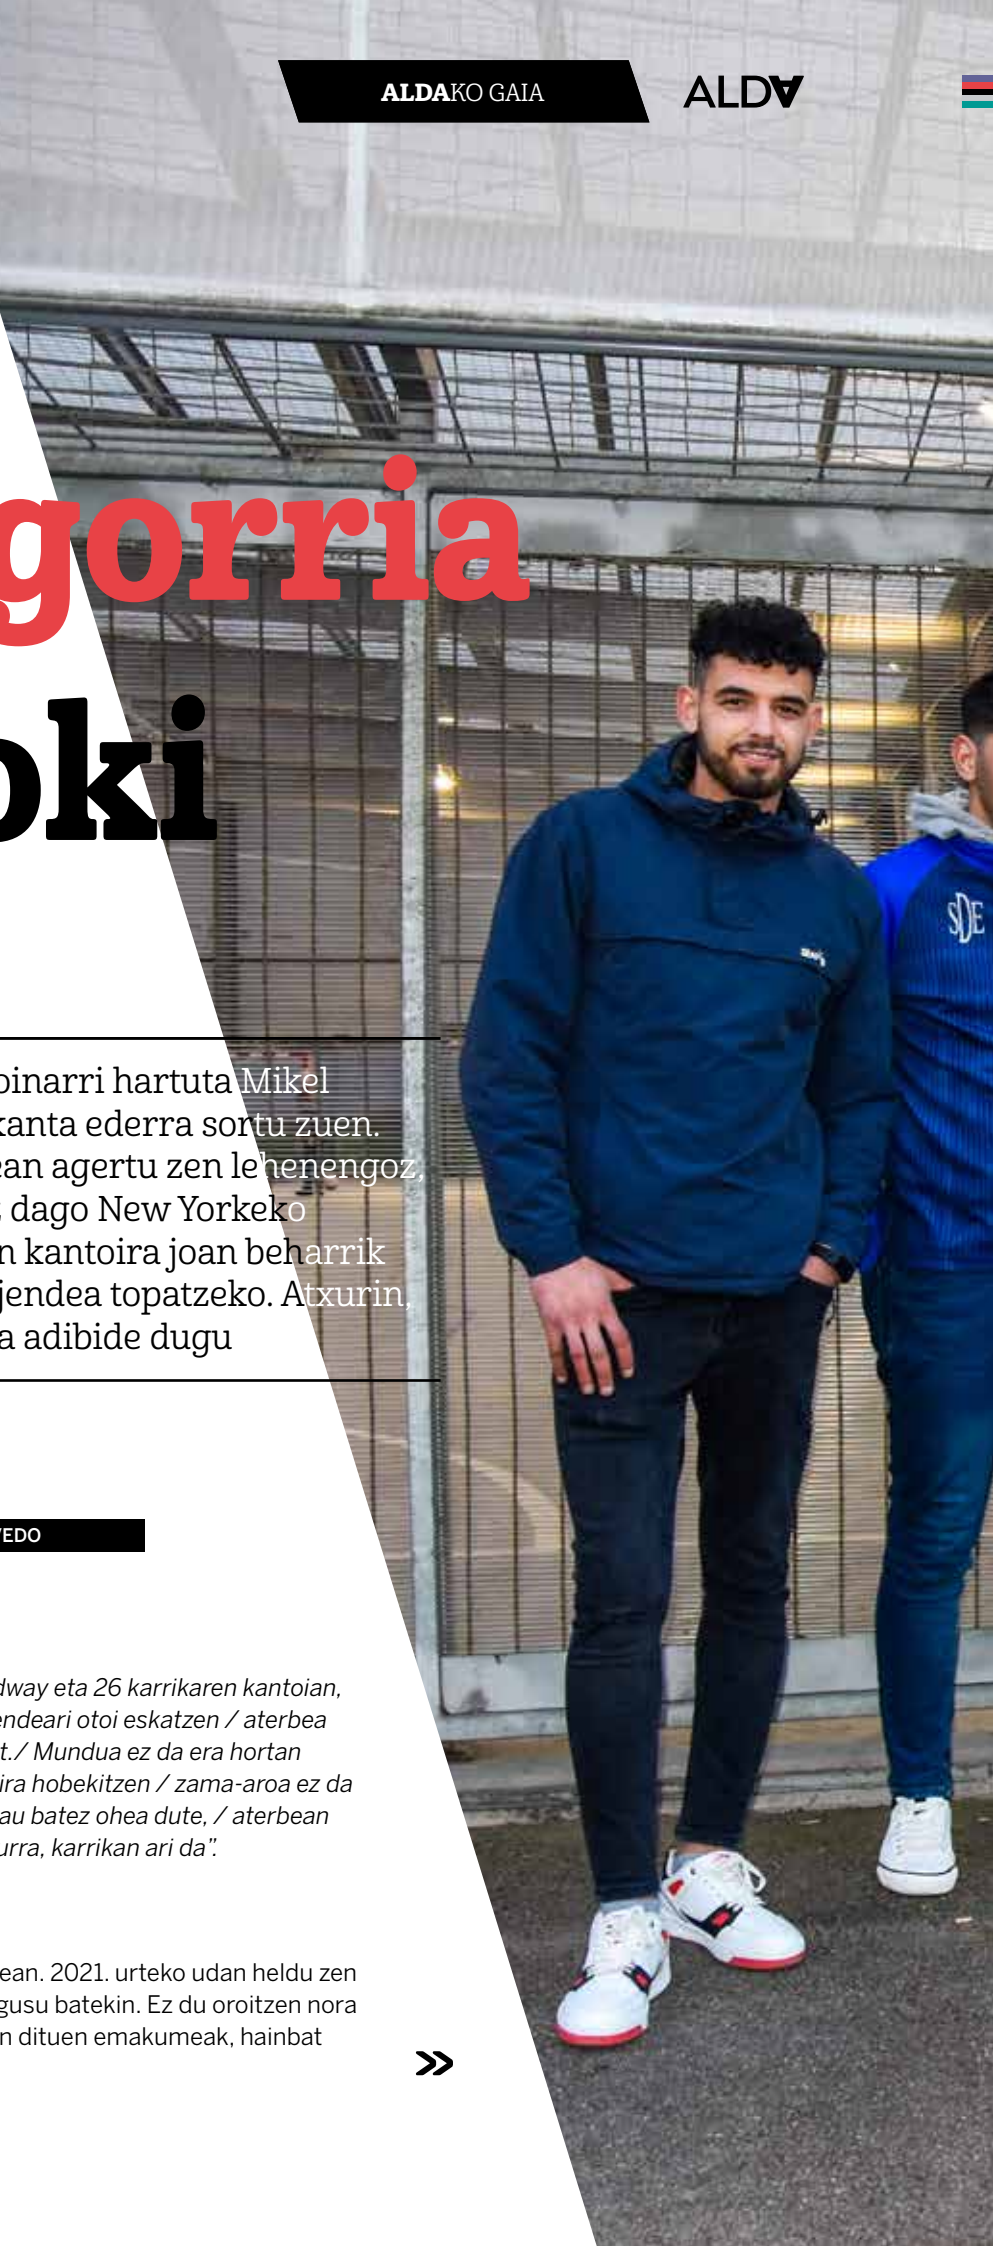 ALDAKO GAIA
ALDA
gorria
oki
oinarri hartuta Mikel
kanta ederra sortu zuen.
ean agertu zen lehenengoz,
dago New Yorkeko
n kantoira joan beharrik
jendea topatzeko. Atxurin,
a adibide dugu
SDE
VEDO
dway eta 26 karrikaren kantoian,
endeari otoi eskatzen / aterbea
t./ Mundua ez da era hortan
ira hobekitzen / zama-aroa ez da
au batez ohea dute, / aterbean
urra, karrikan ari da”.
ean. 2021. urteko udan heldu zen
gusu batekin. Ez du oroitzen nora
n dituen emakumeak, hainbat
»